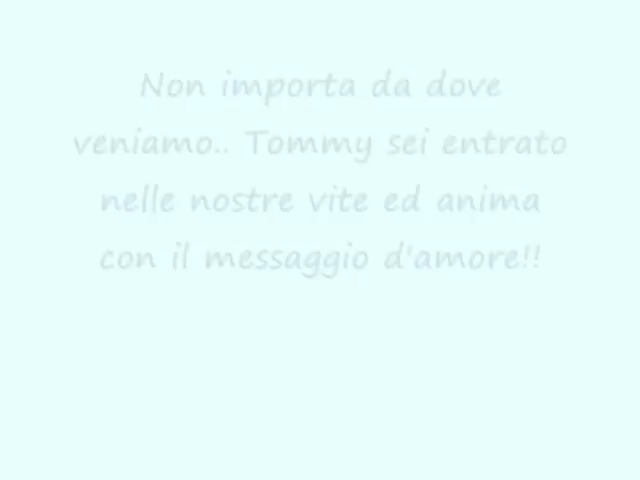 Non importa da dove
veniamo.. Tommy sei entrato
nelle nostre vite ed anima
con il messaggio d'amore!!